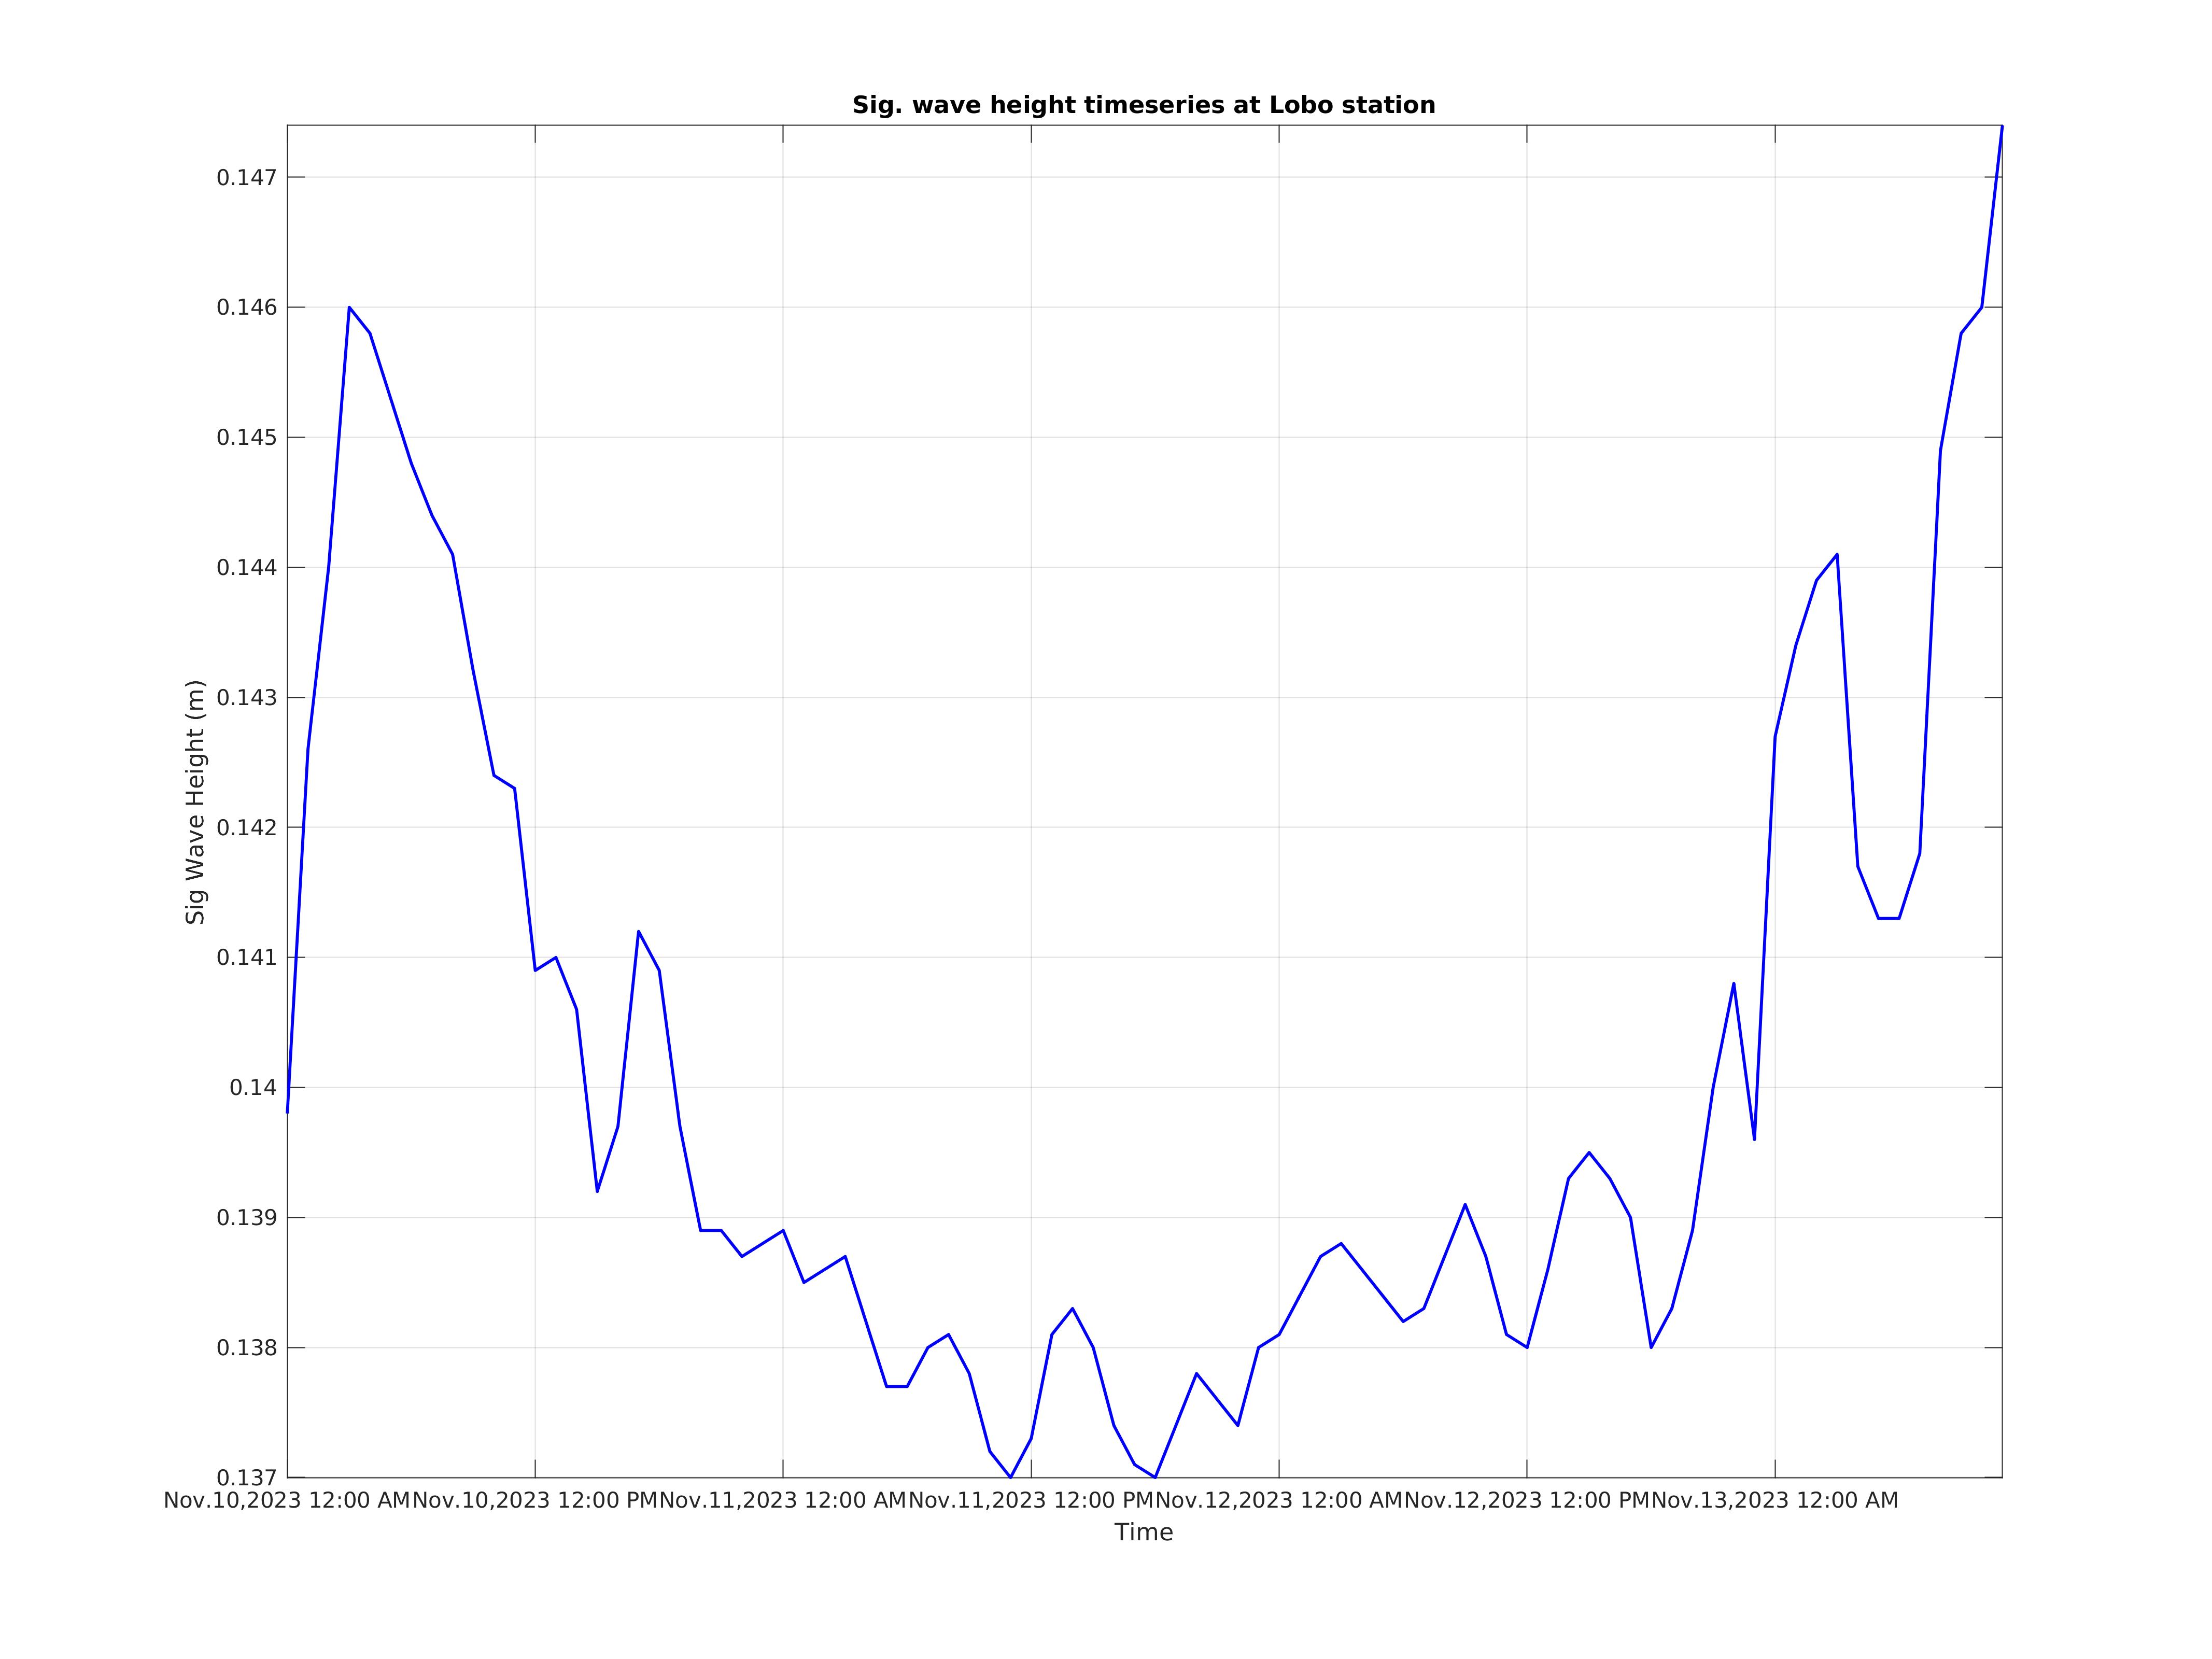 Sig. wave height timeseries at Lobo station
0.147
0.146
0.145
0.144
0.143
0.142
0.141
0.14
0.139
0.138
0.137
Sig Wave Height (m)
Nov.10,2023 12:00 AM Nov.10,2023 12:00 PM Nov.11,2023 12:00 AM Nov.11,2023 12:00 PM Nov.12,2023 12:00 AM Nov.12,2023 12:00 PM Nov.13,2023 12:00 AM
Time